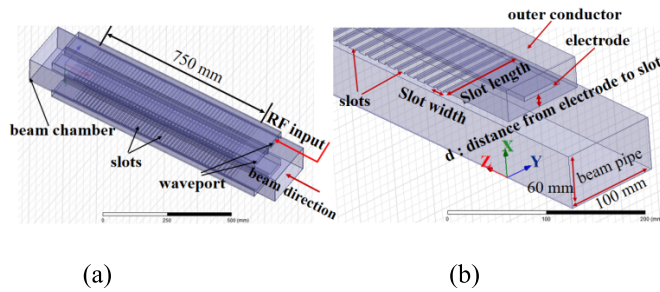 750 mm
RF input
beam chamber
slots
waveport
beam direction
0
250
500 (mm)
(a)
outer conductor
electrode
slots
Slot length
Slot width
d : distance from electrode to slot
X
Z
Y
beam pipe
60 mm
100 mm
0
100
200 (mm)
(b)